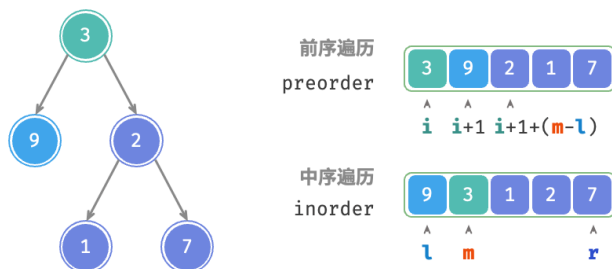 3
9
2
1
7
前序遍历
preorder
3 9 2 1 7
i i+1 i+1+(m-l)
中序遍历
inorder
9 3 1 2 7
l m r